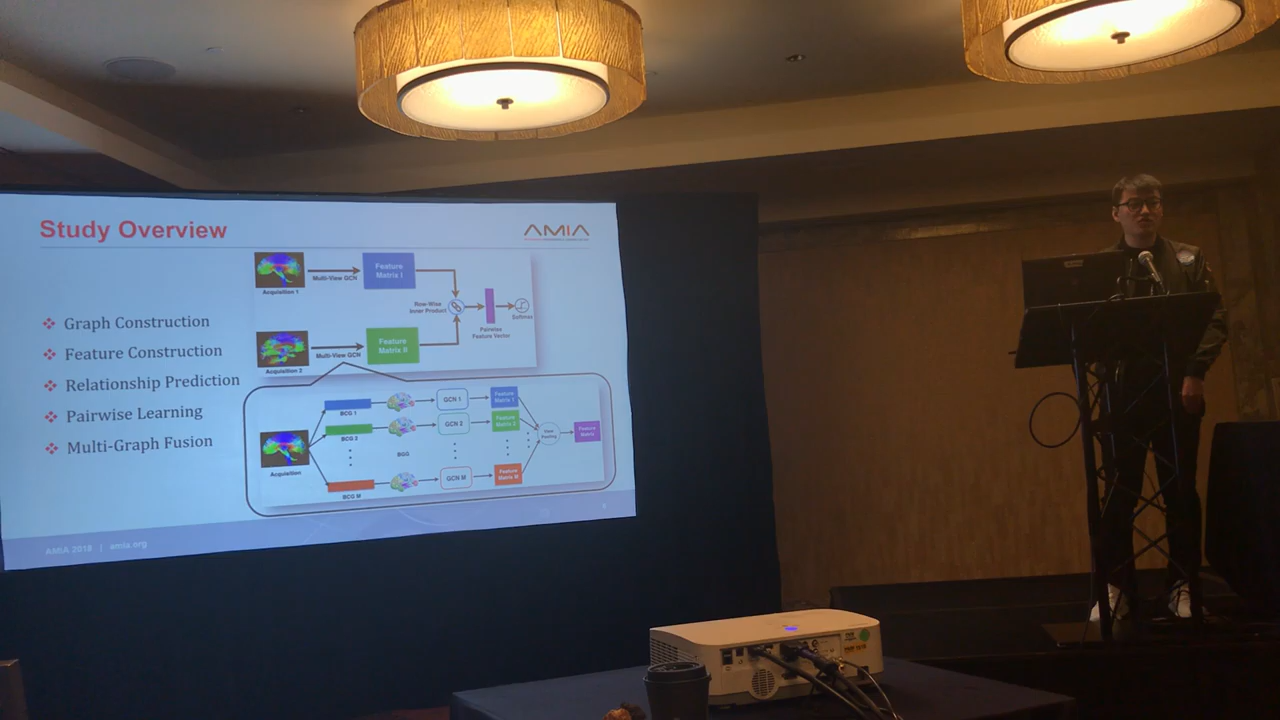 Study Overview
AMIA
Graph Construction
Feature Construction
Relationship Prediction
Pairwise Learning
Multi-Graph Fusion
Acquisition 1
Multi-View GCN
Feature
Matrix I
Row-Wise
Inner Product
Pairwise
Feature Vector
Softmax
Acquisition 2
Multi-View GCN
Feature
Matrix II
Acquisition
BCG 1
GCN 1
Feature
Matrix 1
BCG 2
GCN 2
Feature
Matrix 2
BGG
View
Pooling
Feature
Matrix
BCG M
GCN M
Feature
Matrix M
AMIA 2018 | amia.org